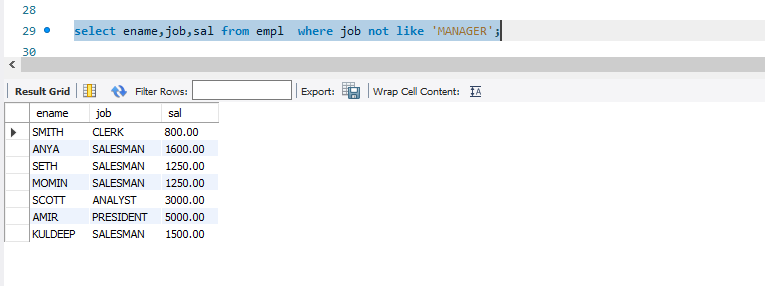 28
29 select ename,job,sal from empl  where job not like 'MANAGER';
30
Result Grid Filter Rows: Export: Wrap Cell Content:
ename job sal
SMITH CLERK 800.00
ANYA SALESMAN 1600.00
SETH SALESMAN 1250.00
MOMIN SALESMAN 1250.00
SCOTT ANALYST 3000.00
AMIR PRESIDENT 5000.00
KULDEEP SALESMAN 1500.00